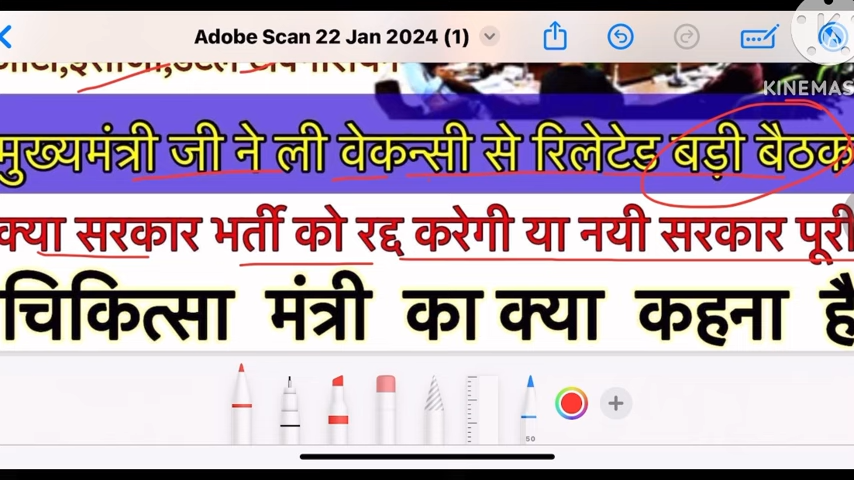 Adobe Scan 22 Jan 2024 (1)
KINEMAS
मुख्यमंत्री जी ने ली वेकन्सी से रिलेटेड बड़ी बैठक
क्या सरकार भर्ती को रद्द करेगी या नयी सरकार पूरी
चिकित्सा मंत्री का क्या कहना है
50